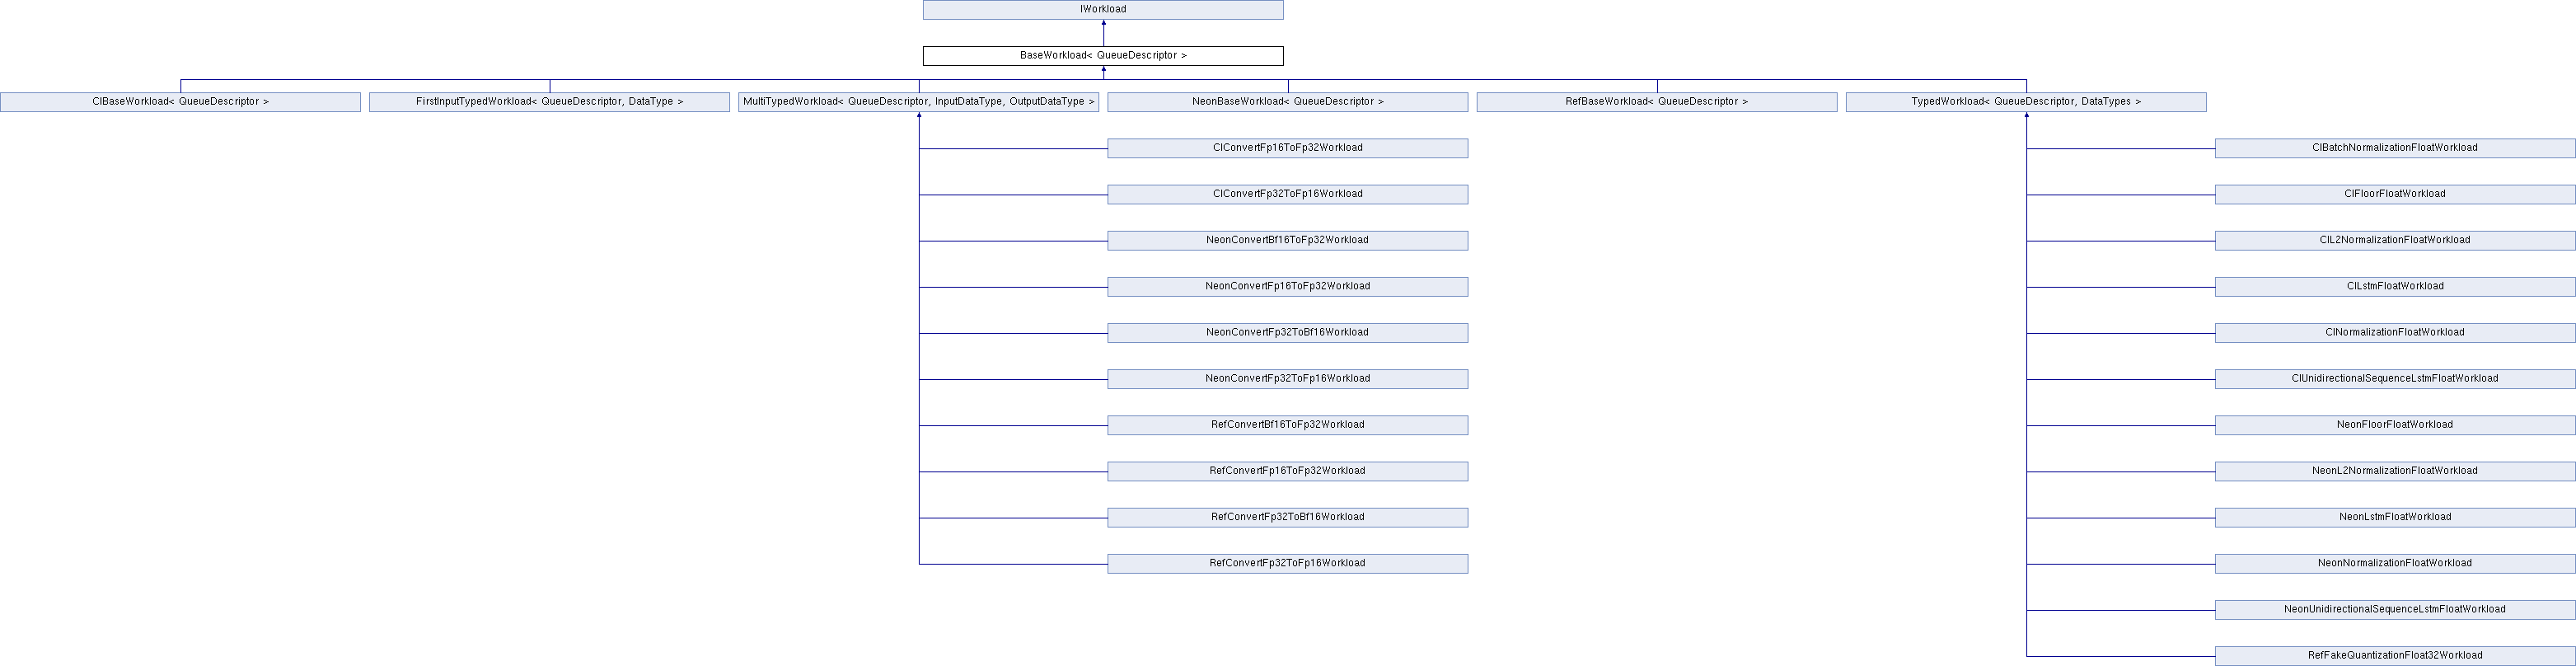 IWorkload
BaseWorkload< QueueDescriptor >
ClBaseWorkload< QueueDescriptor >
FirstInputTypedWorkload< QueueDescriptor, DataType >
MultiTypedWorkload< QueueDescriptor, InputDataType, OutputDataType >
NeonBaseWorkload< QueueDescriptor >
RefBaseWorkload< QueueDescriptor >
TypedWorkload< QueueDescriptor, DataTypes >
ClConvertFp16ToFp32Workload
ClConvertFp32ToFp16Workload
NeonConvertBf16ToFp32Workload
NeonConvertFp16ToFp32Workload
NeonConvertFp32ToBf16Workload
NeonConvertFp32ToFp16Workload
RefConvertBf16ToFp32Workload
RefConvertFp16ToFp32Workload
RefConvertFp32ToBf16Workload
RefConvertFp32ToFp16Workload
ClBatchNormalizationFloatWorkload
ClFloorFloatWorkload
ClL2NormalizationFloatWorkload
ClLstmFloatWorkload
ClNormalizationFloatWorkload
ClUnidirectionalSequenceLstmFloatWorkload
NeonFloorFloatWorkload
NeonL2NormalizationFloatWorkload
NeonLstmFloatWorkload
NeonNormalizationFloatWorkload
NeonUnidirectionalSequenceLstmFloatWorkload
RefFakeQuantizationFloat32Workload